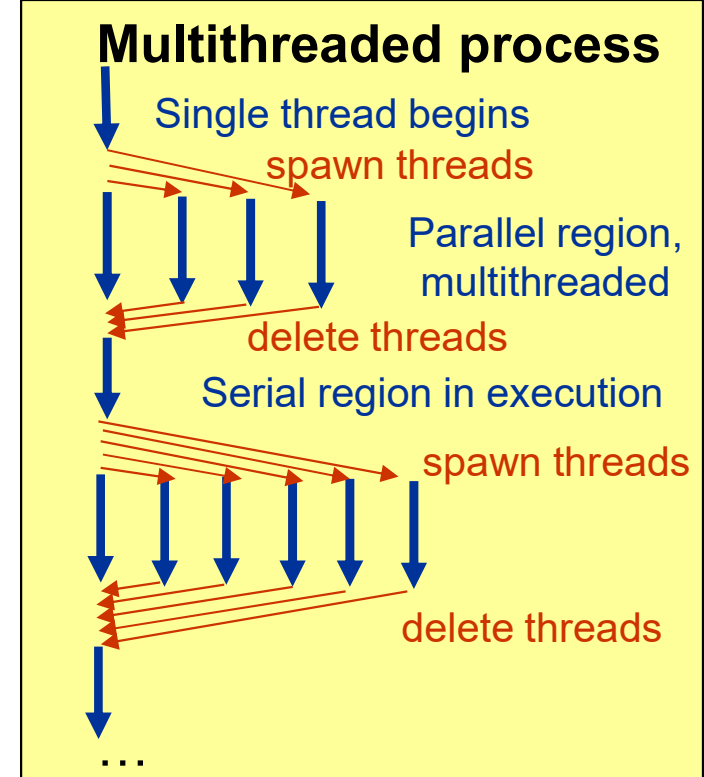 Multithreaded process
Single thread begins
spawn threads
Parallel region,
multithreaded
delete threads
Serial region in execution
spawn threads
delete threads
...